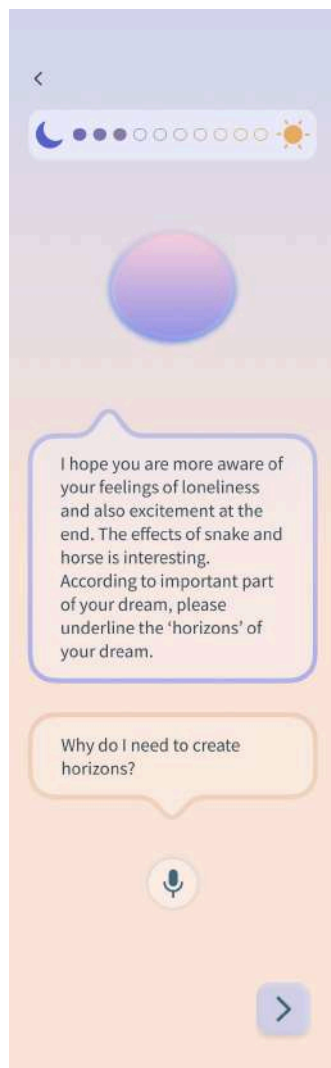 I hope you are more aware of
your feelings of loneliness
and also excitement at the
end. The effects of snake and
horse is interesting.
According to important part
of your dream, please
underline the ‘horizons’ of
your dream.
Why do I need to create
horizons?